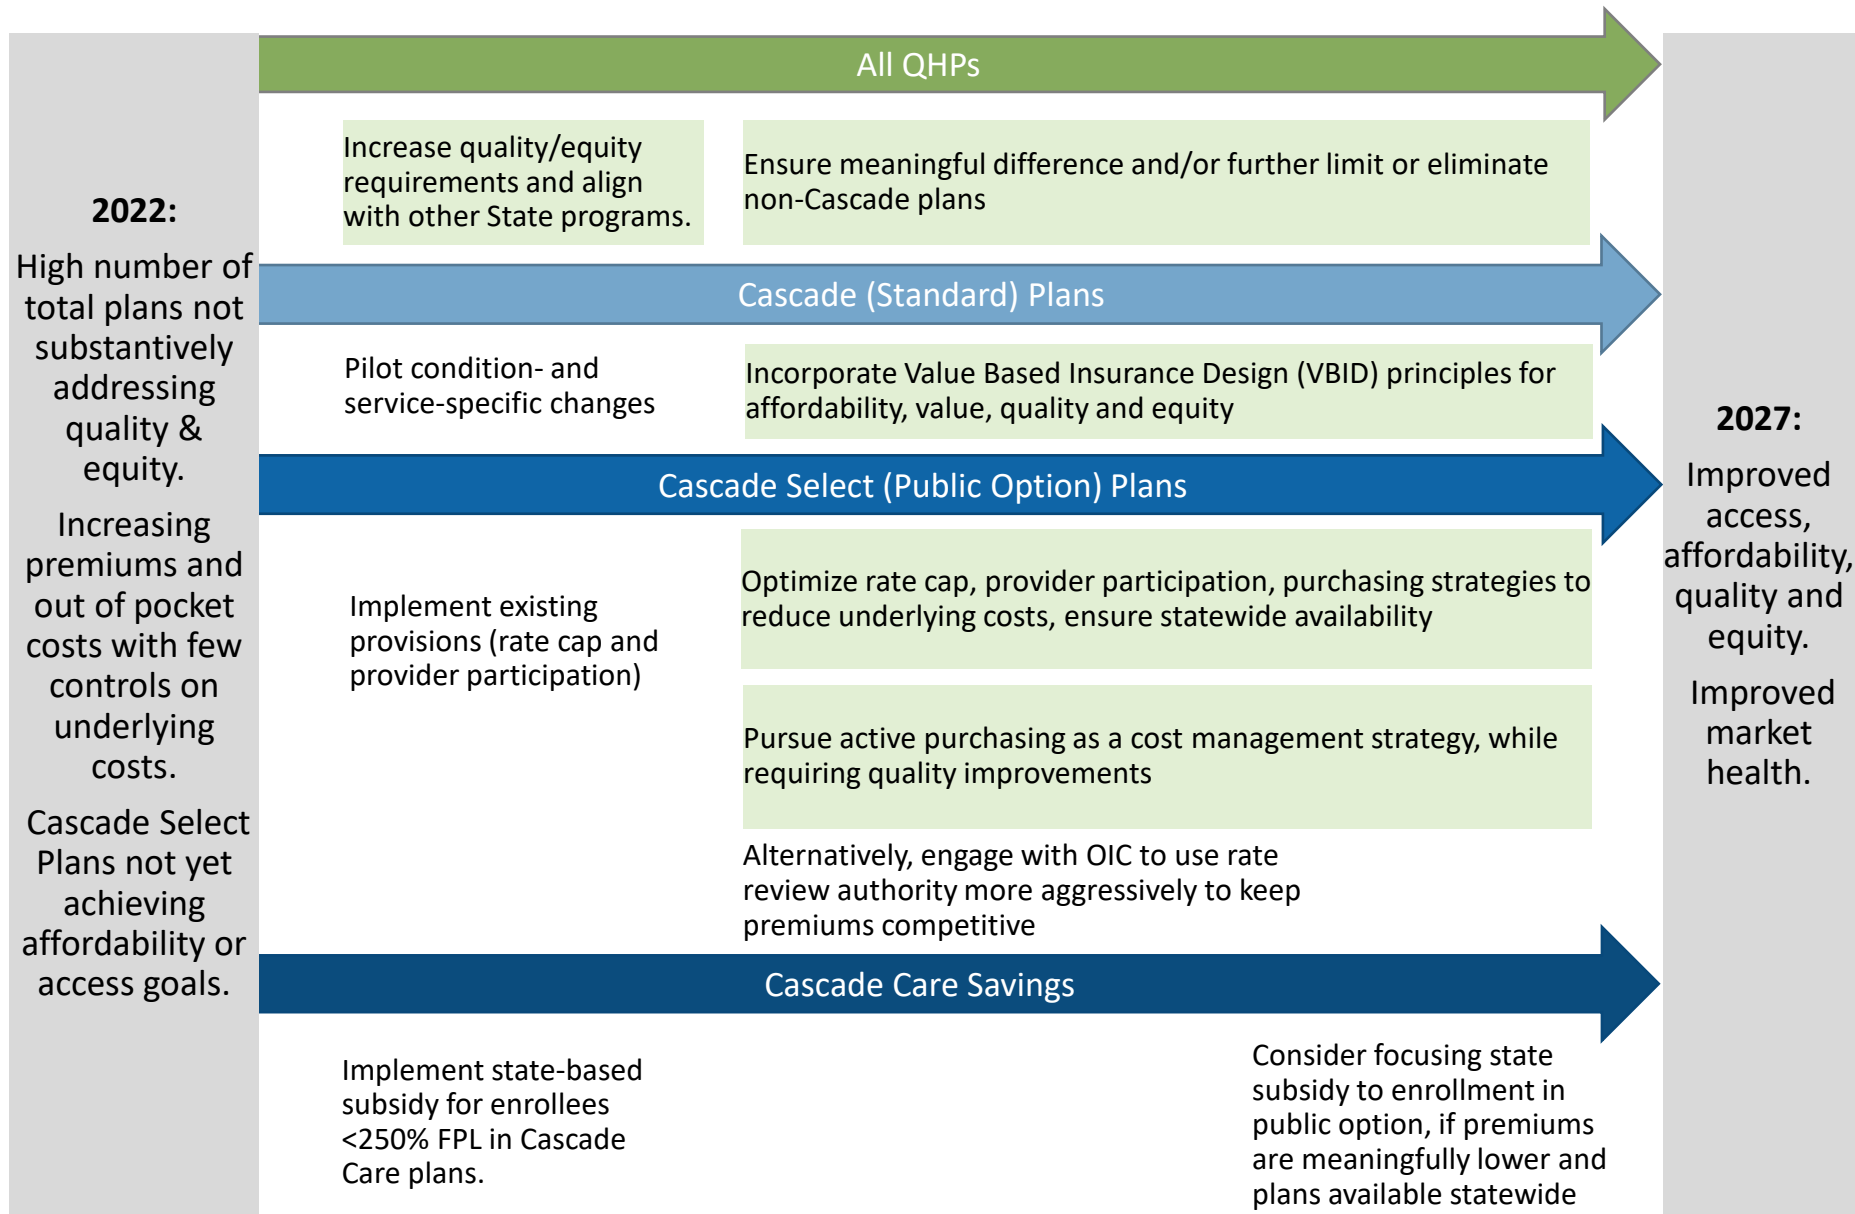 2022:
High number of
total plans not
substantively
addressing
quality &
equity.
Increasing
premiums and
out of pocket
costs with few
controls on
underlying
costs.
Cascade Select
Plans not yet
achieving
affordability or
access goals.
All QHPs
Increase quality/equity
requirements and align
with other State programs.
Ensure meaningful difference and/or further limit or eliminate
non-Cascade plans
Cascade (Standard) Plans
Pilot condition- and
service-specific changes
Incorporate Value Based Insurance Design (VBID) principles for
affordability, value, quality and equity
Cascade Select (Public Option) Plans
Implement existing
provisions (rate cap and
provider participation)
Optimize rate cap, provider participation, purchasing strategies to
reduce underlying costs, ensure statewide availability
Pursue active purchasing as a cost management strategy, while
requiring quality improvements
Alternatively, engage with OIC to use rate
review authority more aggressively to keep
premiums competitive
Cascade Care Savings
Implement state-based
subsidy for enrollees
<250% FPL in Cascade
Care plans.
Consider focusing state
subsidy to enrollment in
public option, if premiums
are meaningfully lower and
plans available statewide
2027:
Improved
access,
affordability,
quality and
equity.
Improved
market
health.